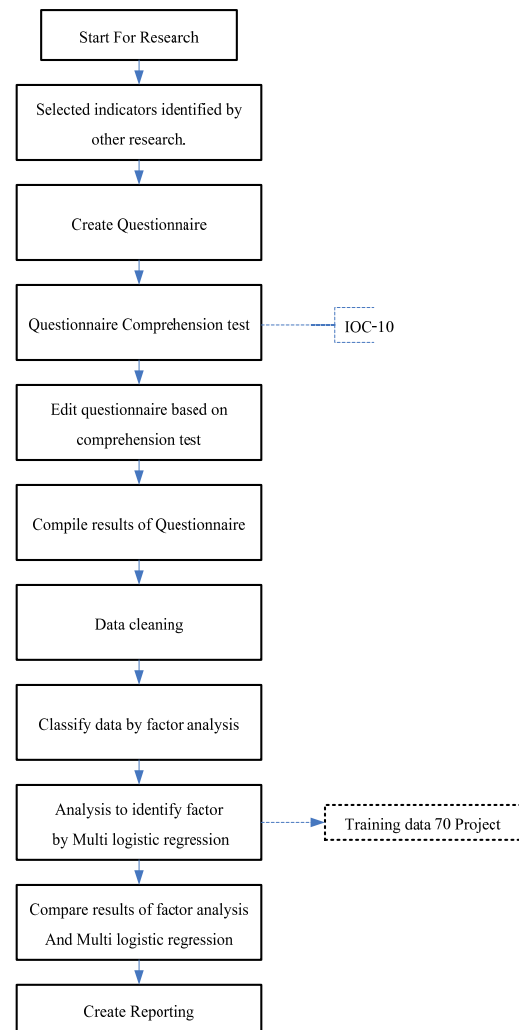 Start For Research
Selected indicators identified by
other research.
Create Questionnaire
Questionnaire Comprehension test
IOC-10
Edit questionnaire based on
comprehension test
Compile results of Questionnaire
Data cleaning
Classify data by factor analysis
Analysis to identify factor
by Multi logistic regression
Training data 70 Project
Compare results of factor analysis
And Multi logistic regression
Create Reporting